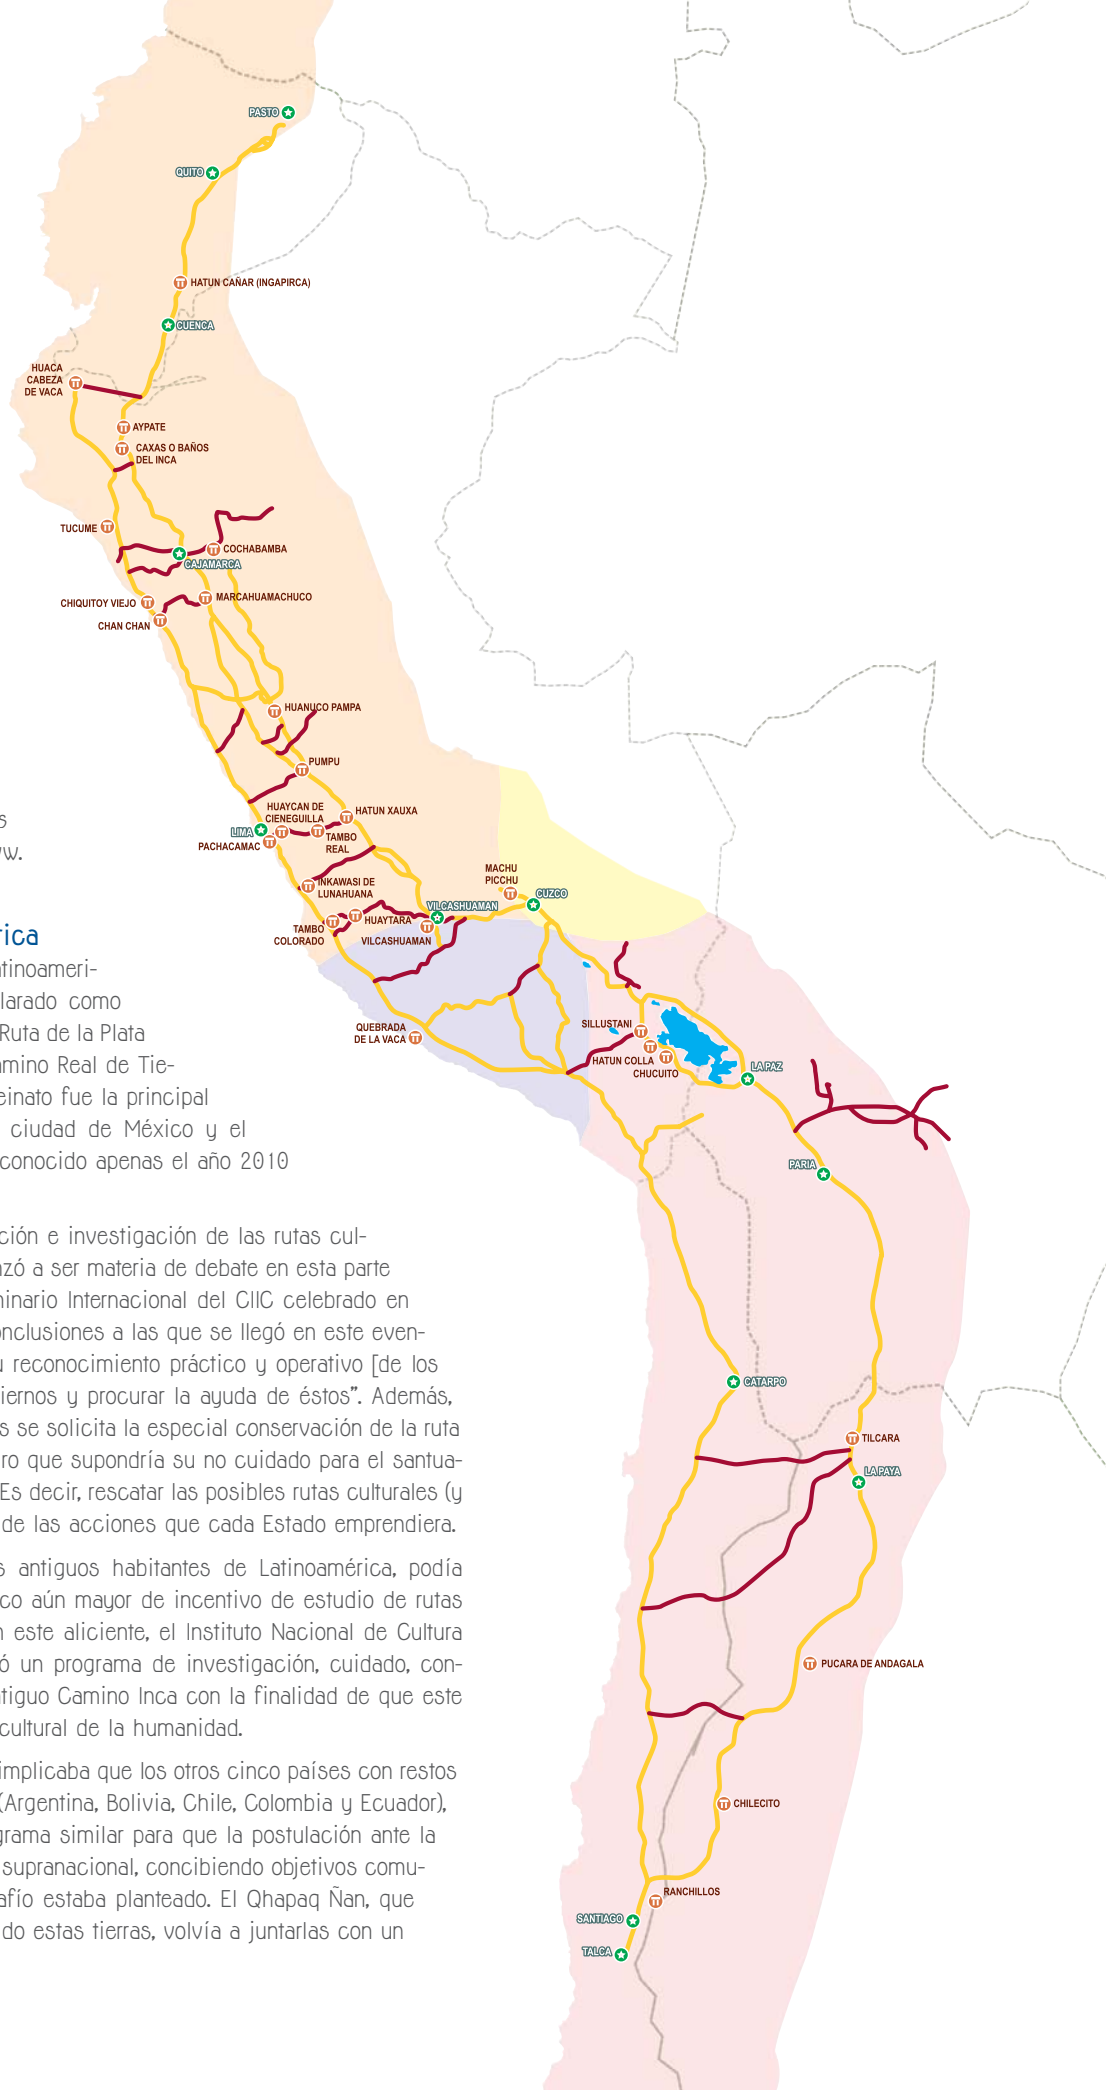 PASTO
QUITO
HATUN CAÑAR (INGAPIRCA)
CUENCA
HUACA
CABEZA
DE VACA
AYPATE
CAXAS O BAÑOS
DEL INCA
TUCUME
COCHABAMBA
CAJAMARCA
CHIQUITOY VIEJO
MARCAHUAMACHUCO
CHAN CHAN
HUANUCO PAMPA
PUMPU
HUAYCAN DE
CIENEGUILLA
HATUN XAUXA
LIMA
TAMBO
REAL
PACHACAMAC
MACHU
PICCHU
CUZCO
INKAWASI DE
LUNAHUANA
VILCASHUAMAN
HUAYTARA
TAMBO
COLORADO
VILCASHUAMAN
QUEBRADA
DE LA VACA
SILLUSTANI
HATUN COLLA
CHUCUITO
LA PAZ
PARIA
CATARPO
TILCARA
LA PAYA
PUCARA DE ANDAGALA
CHILECITO
RANCHILLOS
SANTIAGO
TALCA
s
w.
rica
atinoameri-
larado como
Ruta de la Plata
amino Real de Tie-
einato fue la principal
ciudad de México y el
conocido apenas el año 2010
ción e investigación de las rutas cul-
nzó a ser materia de debate en esta parte
minario Internacional del CIIC celebrado en
onclusiones a las que se llegó en este even-
u reconocimiento práctico y operativo [de los
biernos y procurar la ayuda de éstos”. Además,
s se solicita la especial conservación de la ruta
ro que supondría su no cuidado para el santua-
Es decir, rescatar las posibles rutas culturales (y
de las acciones que cada Estado emprendiera.
s antiguos habitantes de Latinoamérica, podía
co aún mayor de incentivo de estudio de rutas
n este aliciente, el Instituto Nacional de Cultura
ó un programa de investigación, cuidado, con-
ntiguo Camino Inca con la finalidad de que este
cultural de la humanidad.
implicaba que los otros cinco países con restos
(Argentina, Bolivia, Chile, Colombia y Ecuador),
grama similar para que la postulación ante la
supranacional, concibiendo objetivos comu-
afío estaba planteado. El Qhapaq Ñan, que
do estas tierras, volvía a juntarlas con un